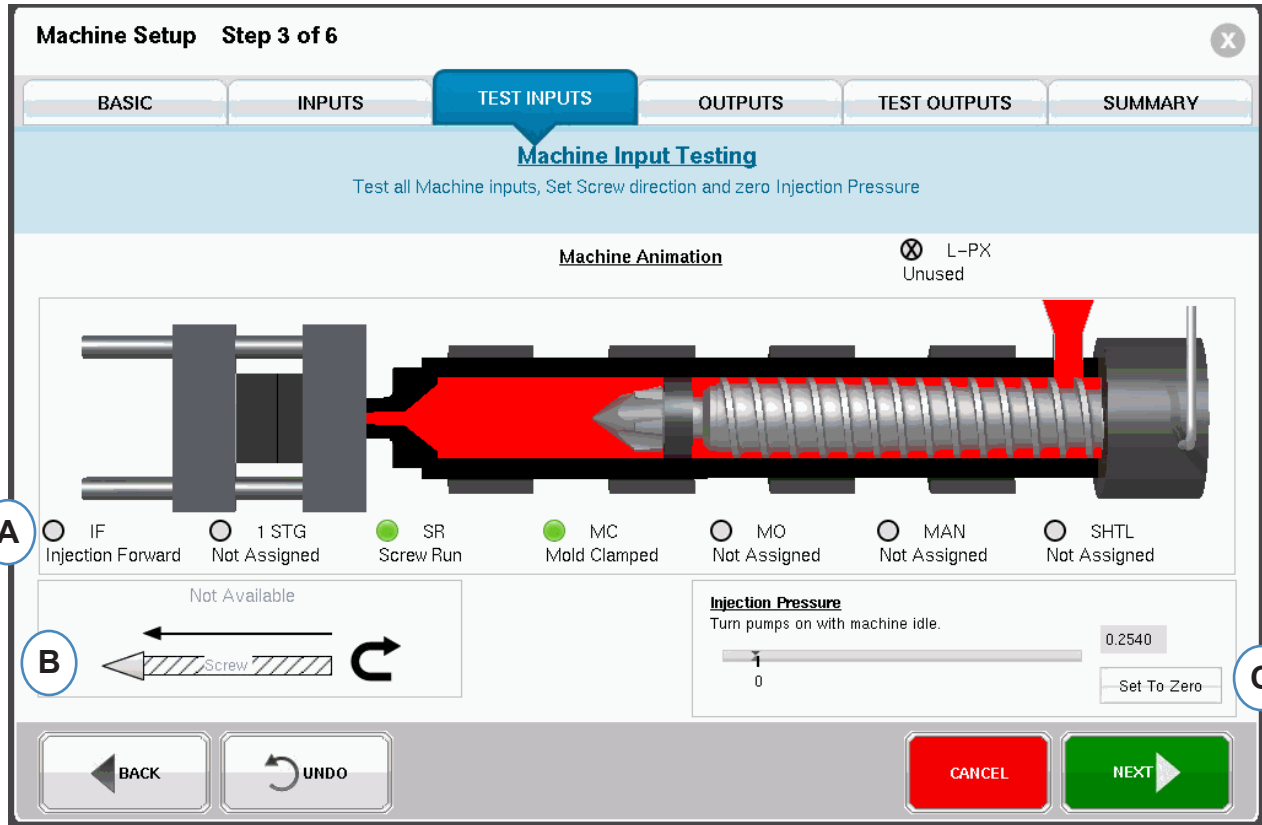 Machine Setup Step 3 of 6
X
BASIC INPUTS TEST INPUTS OUTPUTS TEST OUTPUTS SUMMARY
Machine Input Testing
Test all Machine inputs, Set Screw direction and zero Injection Pressure
Machine Animation
X L-PX
Unused
A
IF 1 STG SR MC MO MAN SHTL
Injection Forward Not Assigned Screw Run Mold Clamped Not Assigned Not Assigned Not Assigned
Not Available
B
Screw
Injection Pressure
Turn pumps on with machine idle.
1
0
0.2540
Set To Zero
C
BACK UNDO CANCEL NEXT